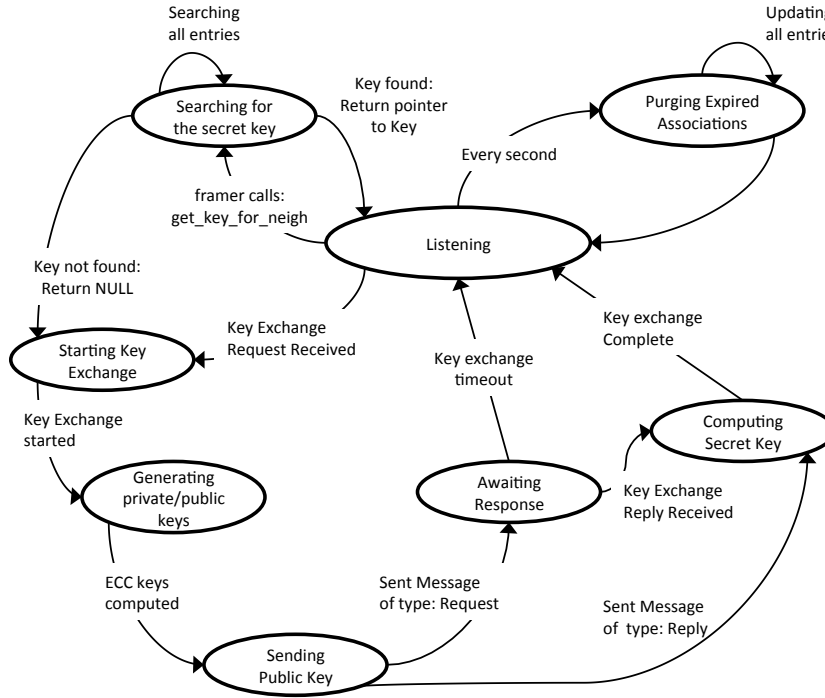 Searching
all entries
Updating
all entrie
Searching for
the secret key
Key found:
Return pointer
to Key
Purging Expired
Associations
Every second
framer calls:
get_key_for_neigh
Listening
Key not found:
Return NULL
Key Exchange
Request Received
Key exchange
Complete
Starting Key
Exchange
Key exchange
timeout
Key Exchange
started
Computing
Secret Key
Generating
private/public
keys
Awaiting
Response
Key Exchange
Reply Received
ECC keys
computed
Sent Message
of type: Request
Sent Message
of type: Reply
Sending
Public Key